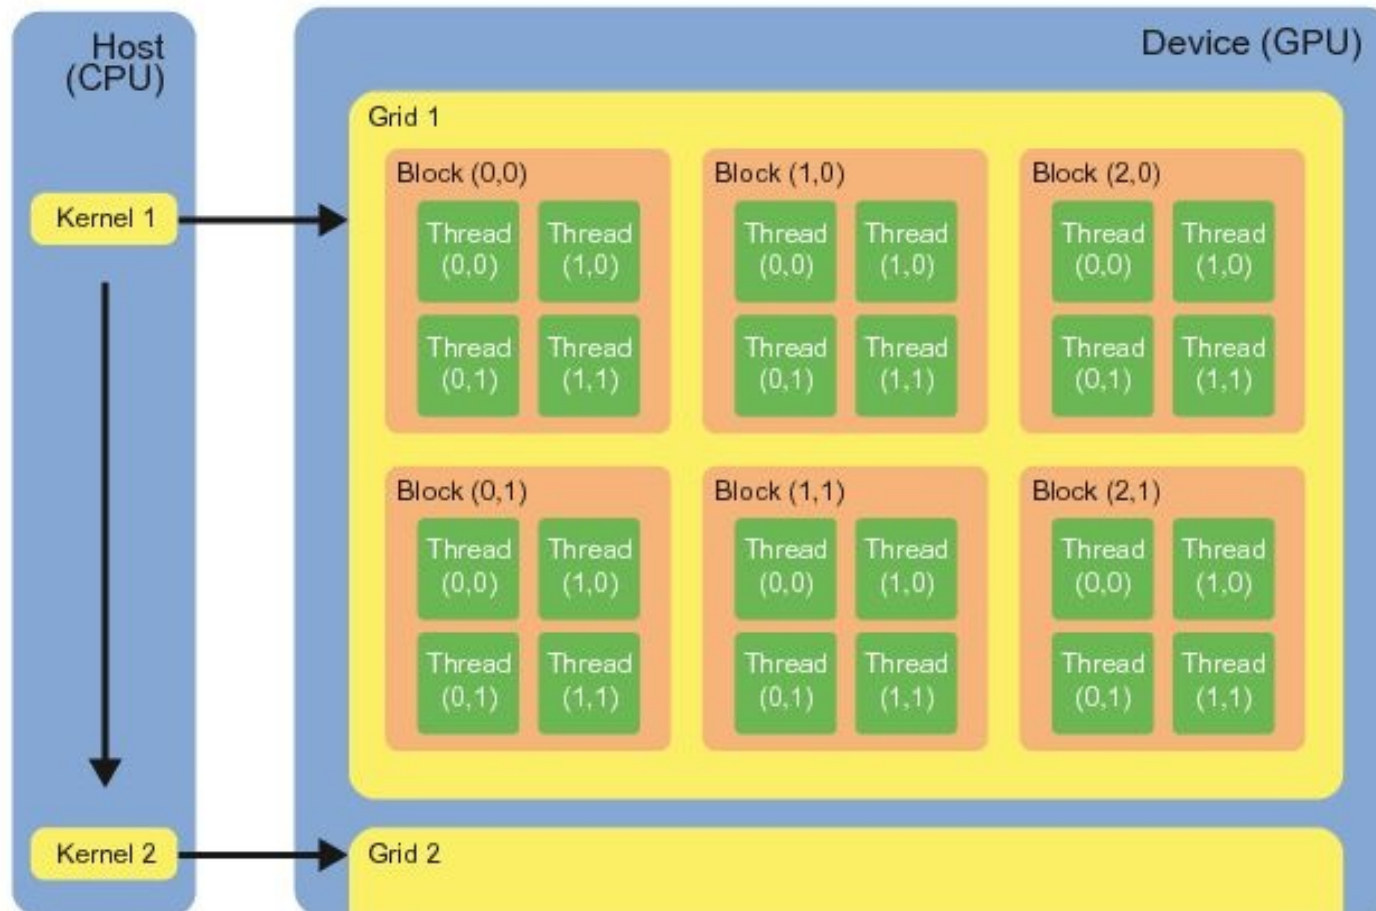 Host
(CPU)
Device (GPU)
Kernel 1
Grid 1
Block (0,0)
Thread
(0,0)
Thread
(1,0)
Thread
(0,1)
Thread
(1,1)
Block (1,0)
Thread
(0,0)
Thread
(1,0)
Thread
(0,1)
Thread
(1,1)
Block (2,0)
Thread
(0,0)
Thread
(1,0)
Thread
(0,1)
Thread
(1,1)
Block (0,1)
Thread
(0,0)
Thread
(1,0)
Thread
(0,1)
Thread
(1,1)
Block (1,1)
Thread
(0,0)
Thread
(1,0)
Thread
(0,1)
Thread
(1,1)
Block (2,1)
Thread
(0,0)
Thread
(1,0)
Thread
(0,1)
Thread
(1,1)
Kernel 2
Grid 2